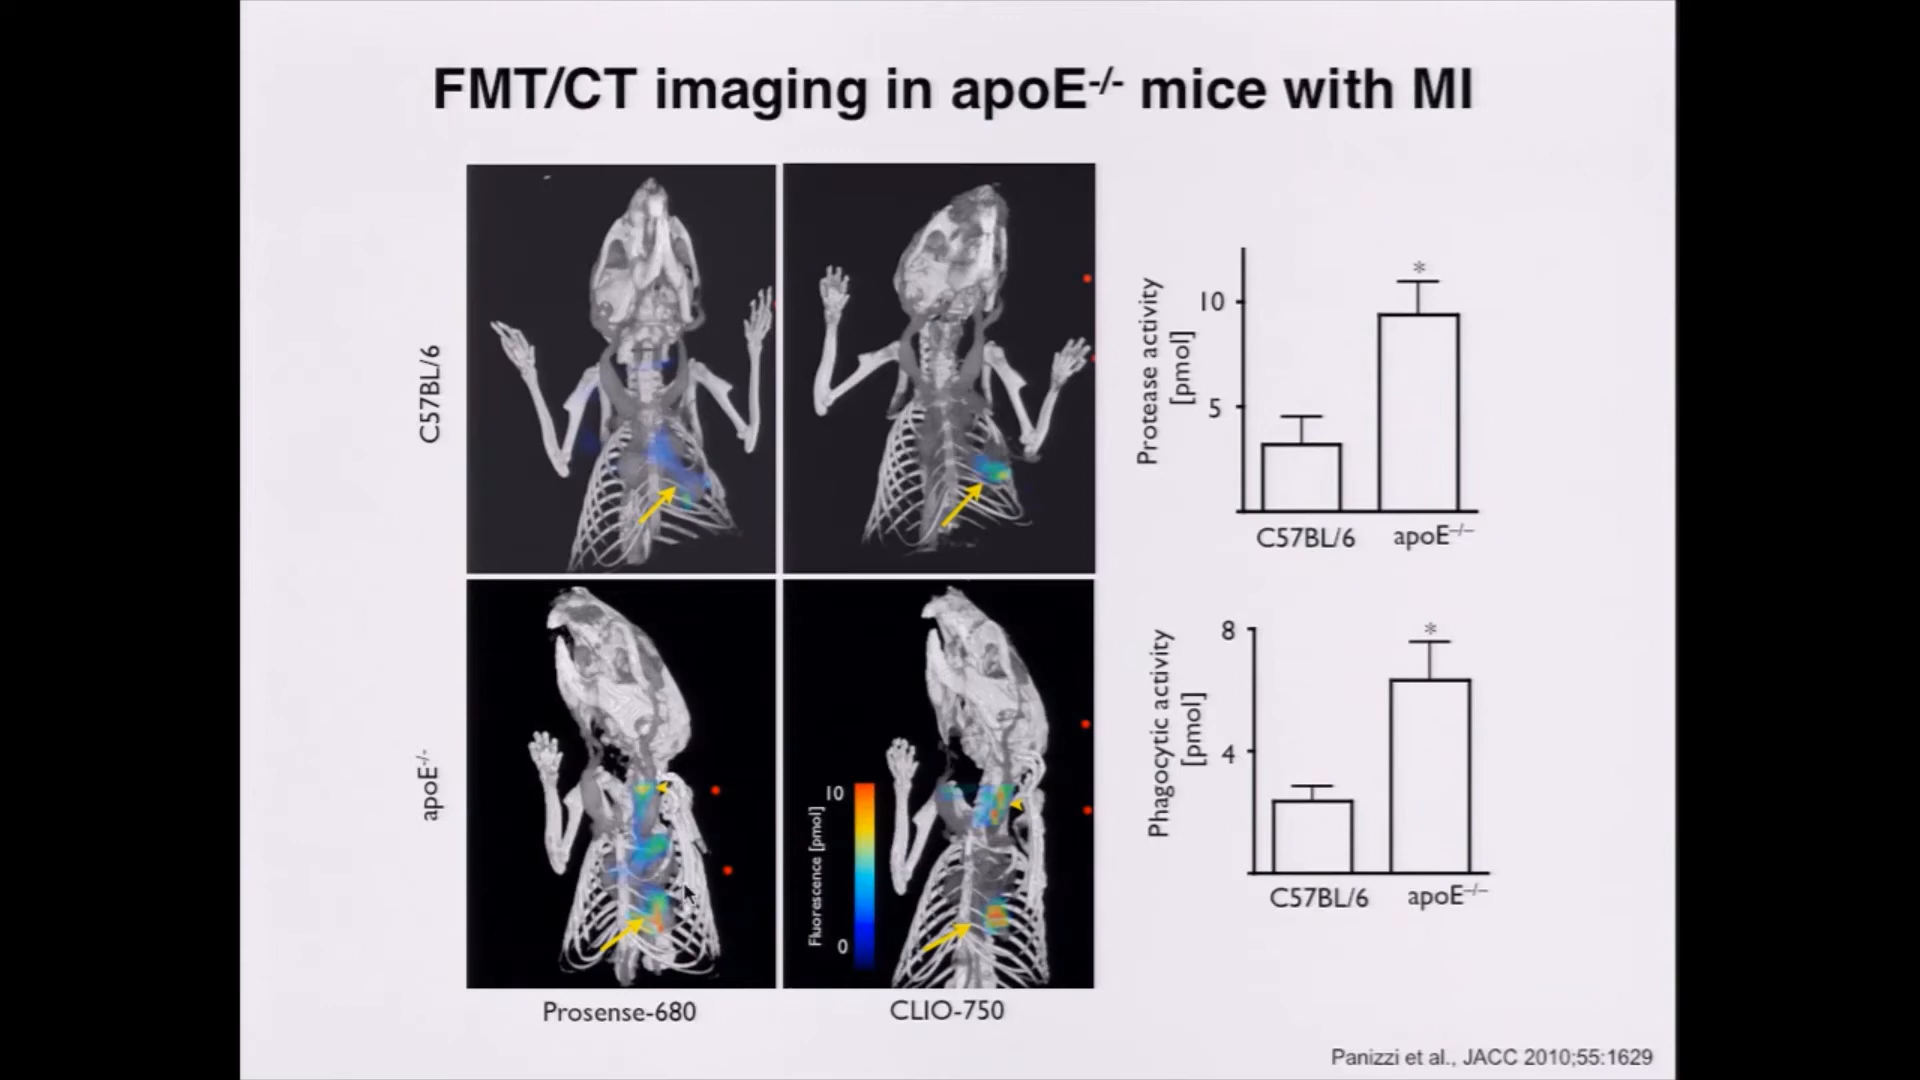 FMT/CT imaging in apoE-/- mice with MI
C57BL/6
apoE-/-
Fluorescence [pmol]
10
0
Prosense-680
CLIO-750
Protease activity
[pmol]
10
5
*
C57BL/6
apoE-/-
Phagocytic activity
[pmol]
8
4
*
C57BL/6
apoE-/-
Panizzi et al., JACC 2010;55:1629